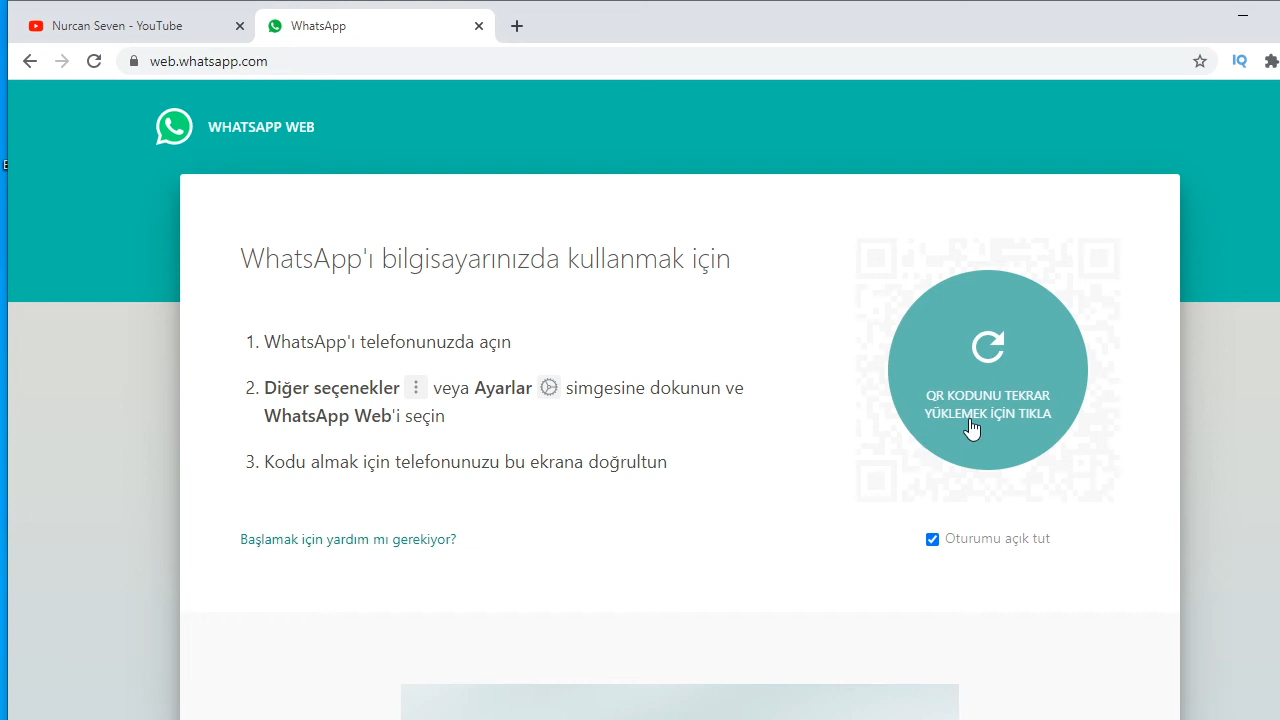 Nurcan Seven - YouTube
WhatsApp
web.whatsapp.com
IQ
WHATSAPP WEB
WhatsApp'ı bilgisayarınızda kullanmak için
1. WhatsApp'ı telefonunuzda açın
2. Diğer seçenekler veya Ayarlar simgesine dokunun ve
WhatsApp Web'i seçin
3. Kodu almak için telefonunuzu bu ekrana doğrultun
QR KODUNU TEKRAR
YÜKLEMEK İÇİN TIKLA
Başlamak için yardım mı gerekiyor?
Oturumu açık tut